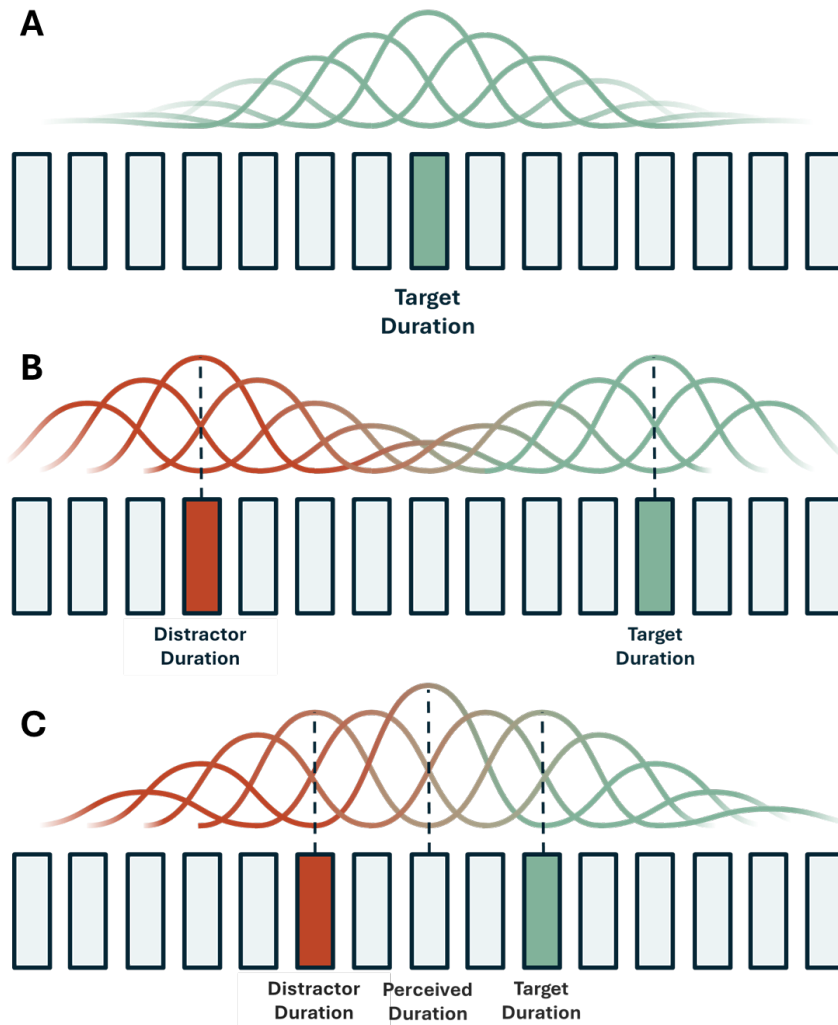 A
Target
Duration
B
Distractor
Duration
Target
Duration
C
Distractor
Duration
Perceived
Duration
Target
Duration